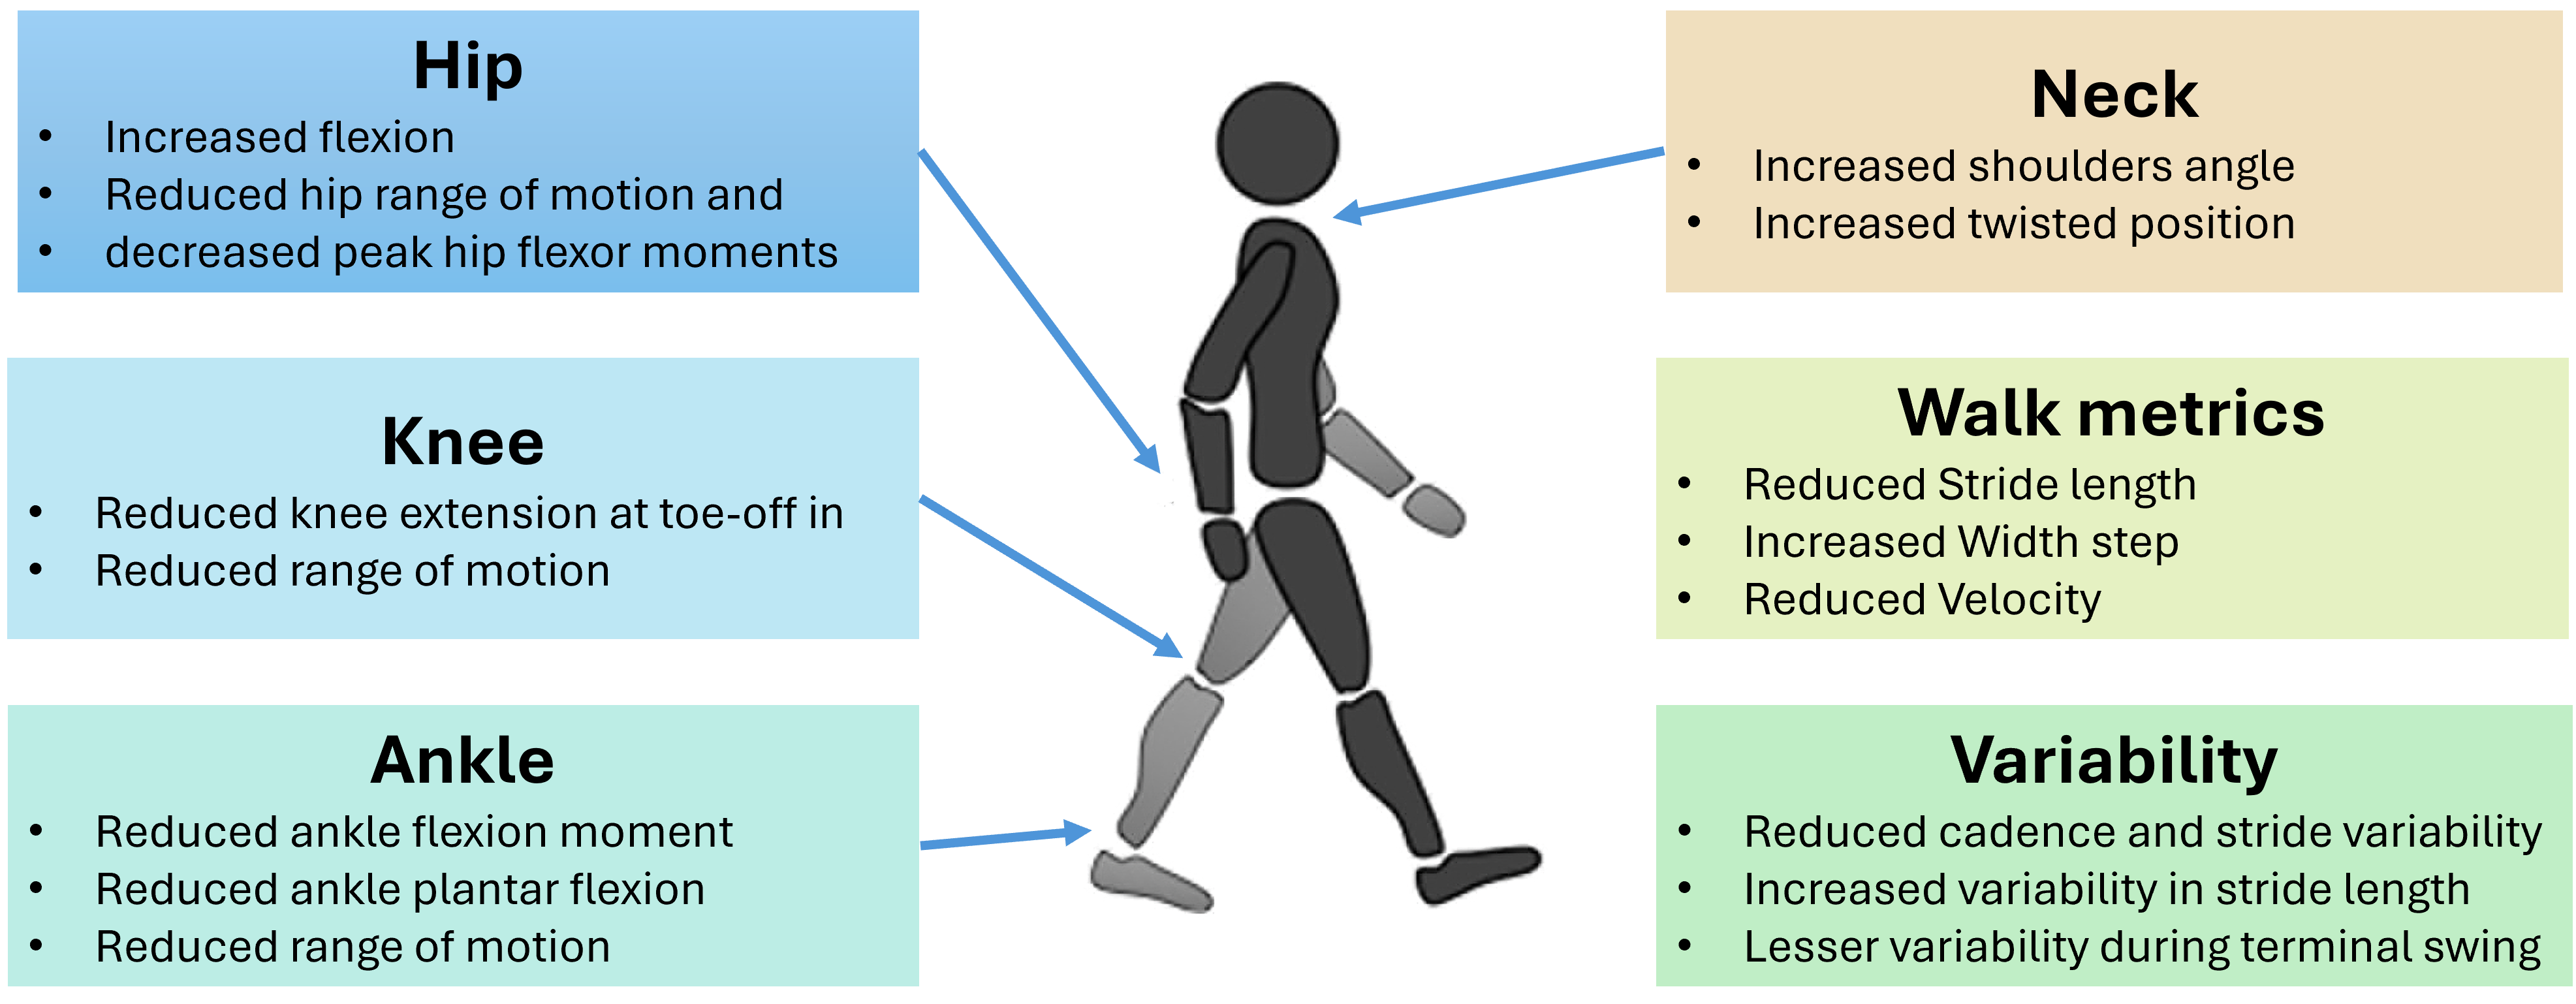 Hip
• Increased flexion
• Reduced hip range of motion and
• decreased peak hip flexor moments
Knee
• Reduced knee extension at toe-off in
• Reduced range of motion
Ankle
• Reduced ankle flexion moment
• Reduced ankle plantar flexion
• Reduced range of motion
Neck
• Increased shoulders angle
• Increased twisted position
Walk metrics
• Reduced Stride length
• Increased Width step
• Reduced Velocity
Variability
• Reduced cadence and stride variability
• Increased variability in stride length
• Lesser variability during terminal swing